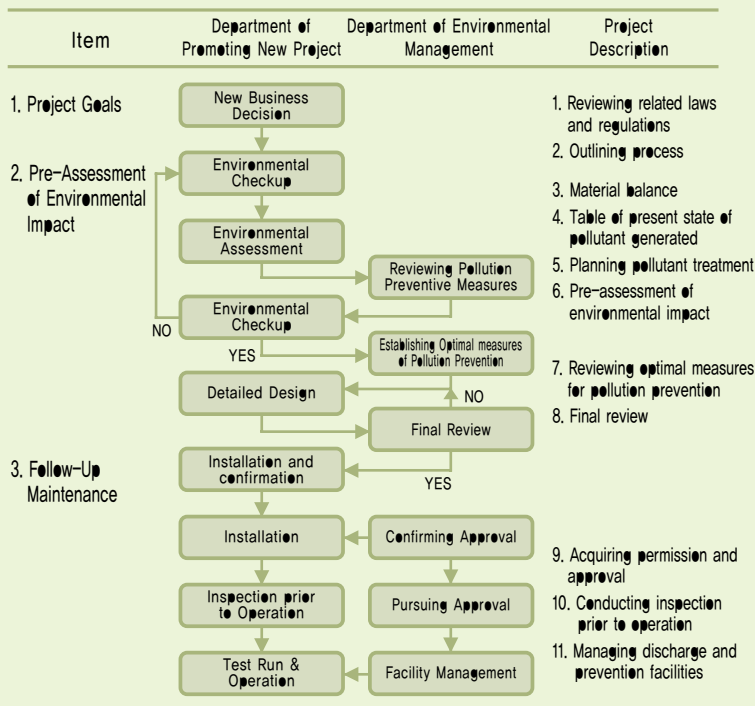 Item
Department of
Promoting New Project
Department of Environmental
Management
Project
Description
1. Project Goals
New Business
Decision
1. Reviewing related laws
and regulations
2. Outlining process
2. Pre-Assessment
of Environmental
Impact
Environmental
Checkup
3. Material balance
4. Table of present state of
pollutant generated
Environmental
Assessment
5. Planning pollutant treatment
Reviewing Pollution
Preventive Measures
6. Pre-assessment of
environmental impact
Environmental
Checkup
NO
YES
Establishing Optimal measures
of Pollution Prevention
7. Reviewing optimal measures
for pollution prevention
Detailed Design
NO
8. Final review
Final Review
3. Follow-Up
Maintenance
Installation and
confirmation
YES
Installation
Confirming Approval
9. Acquiring permission and
approval
Inspection prior
to Operation
Pursuing Approval
10. Conducting inspection
prior to operation
11. Managing discharge and
prevention facilities
Test Run &
Operation
Facility Management